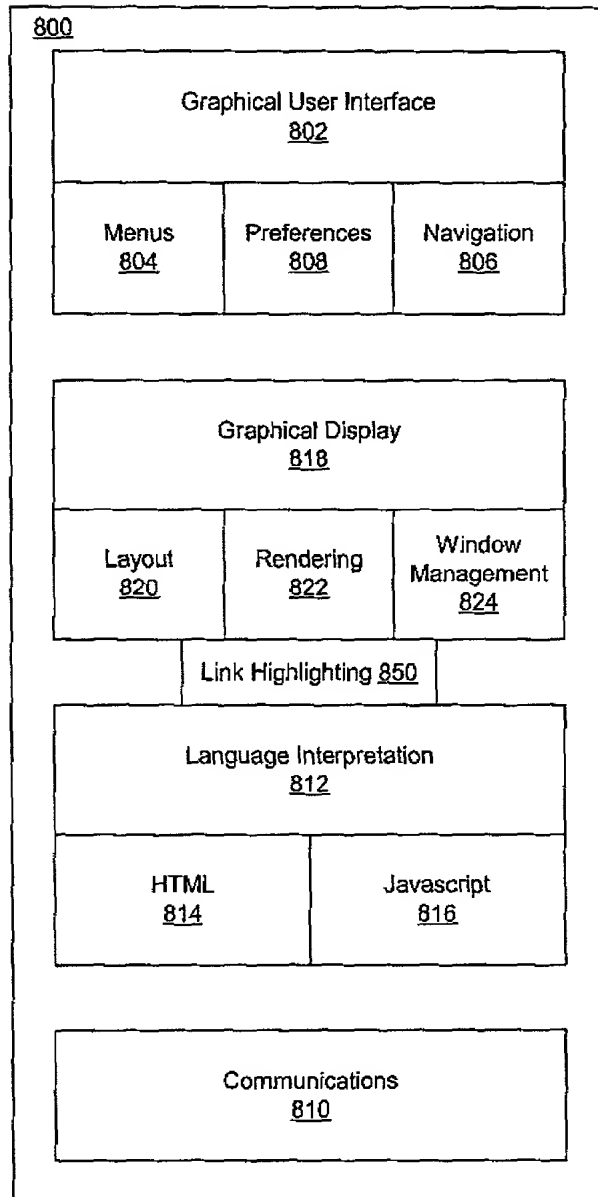 800
Graphical User Interface
802
Menus
804
Preferences
808
Navigation
806
Graphical Display
818
Layout
820
Rendering
822
Window
Management
824
Link Highlighting 850
Language Interpretation
812
HTML
814
Javascript
816
Communications
810